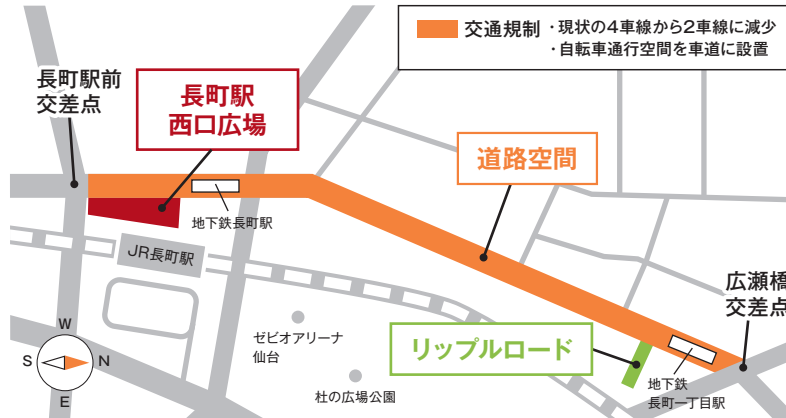 交通規制 ・現状の4車線から2車線に減少
・自転車通行空間を車道に設置
長町駅前
交差点
長町駅
西口広場
道路空間
地下鉄長町駅
JR長町駅
広瀬橋
交差点
ゼビオアリーナ
仙台
リップルロード
杜の広場公園
地下鉄
長町一丁目駅
W
S
N
E